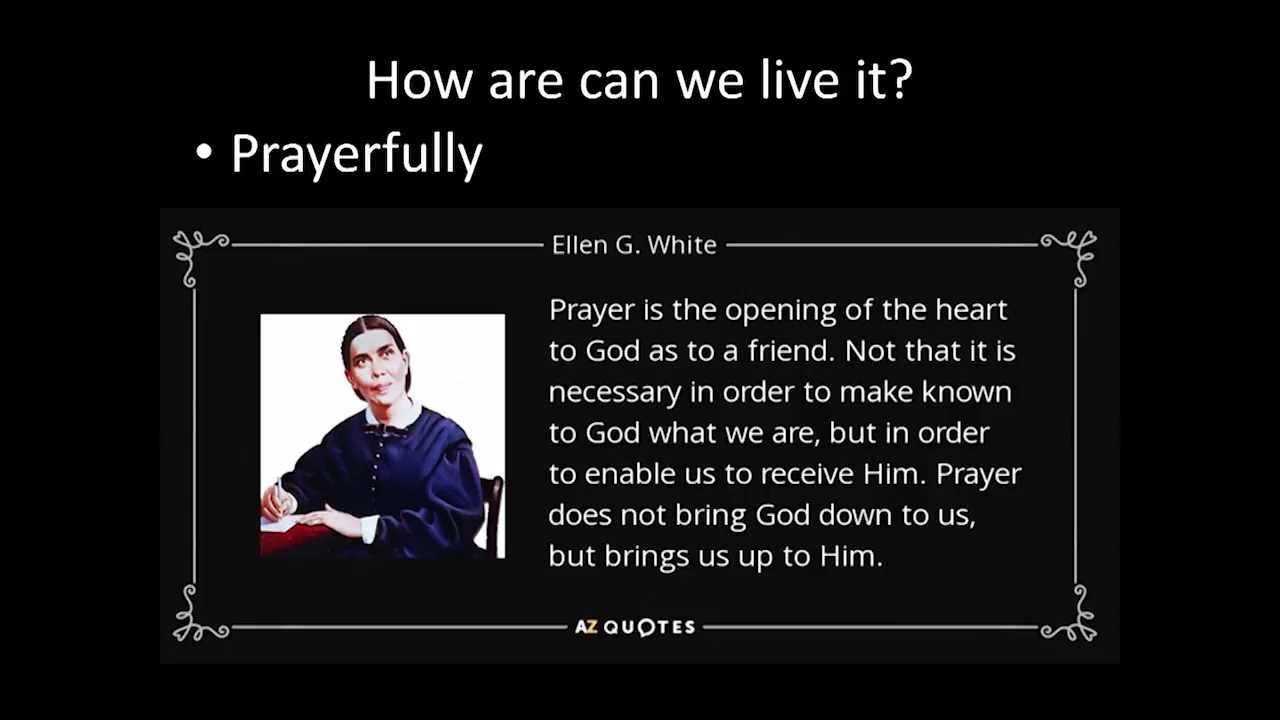 How are can we live it?
• Prayerfully
Ellen G. White
Prayer is the opening of the heart
to God as to a friend. Not that it is
necessary in order to make known
to God what we are, but in order
to enable us to receive Him. Prayer
does not bring God down to us,
but brings us up to Him.
AZ QUOTES